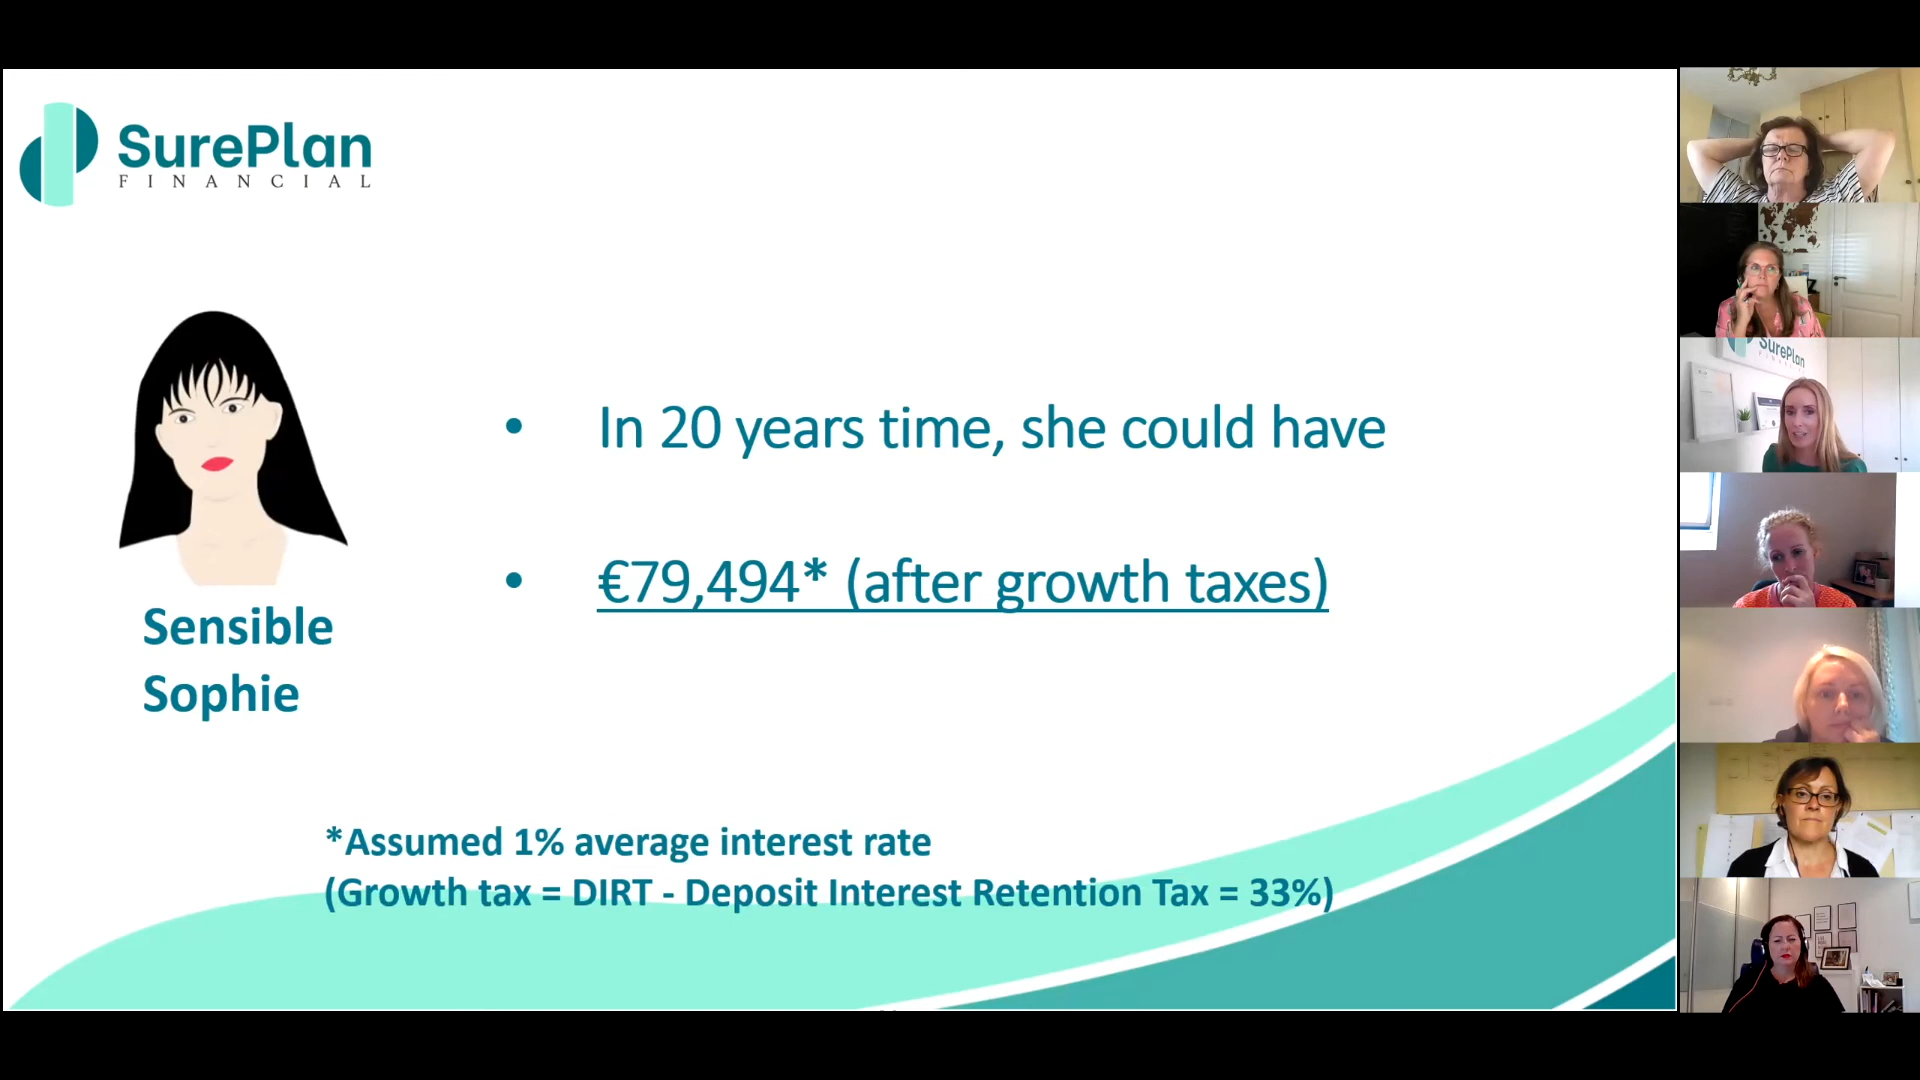 SurePlan
FINANCIAL
• In 20 years time, she could have
• €79,494* (after growth taxes)
Sensible
Sophie
*Assumed 1% average interest rate
(Growth tax = DIRT - Deposit Interest Retention Tax = 33%)
SurePlan